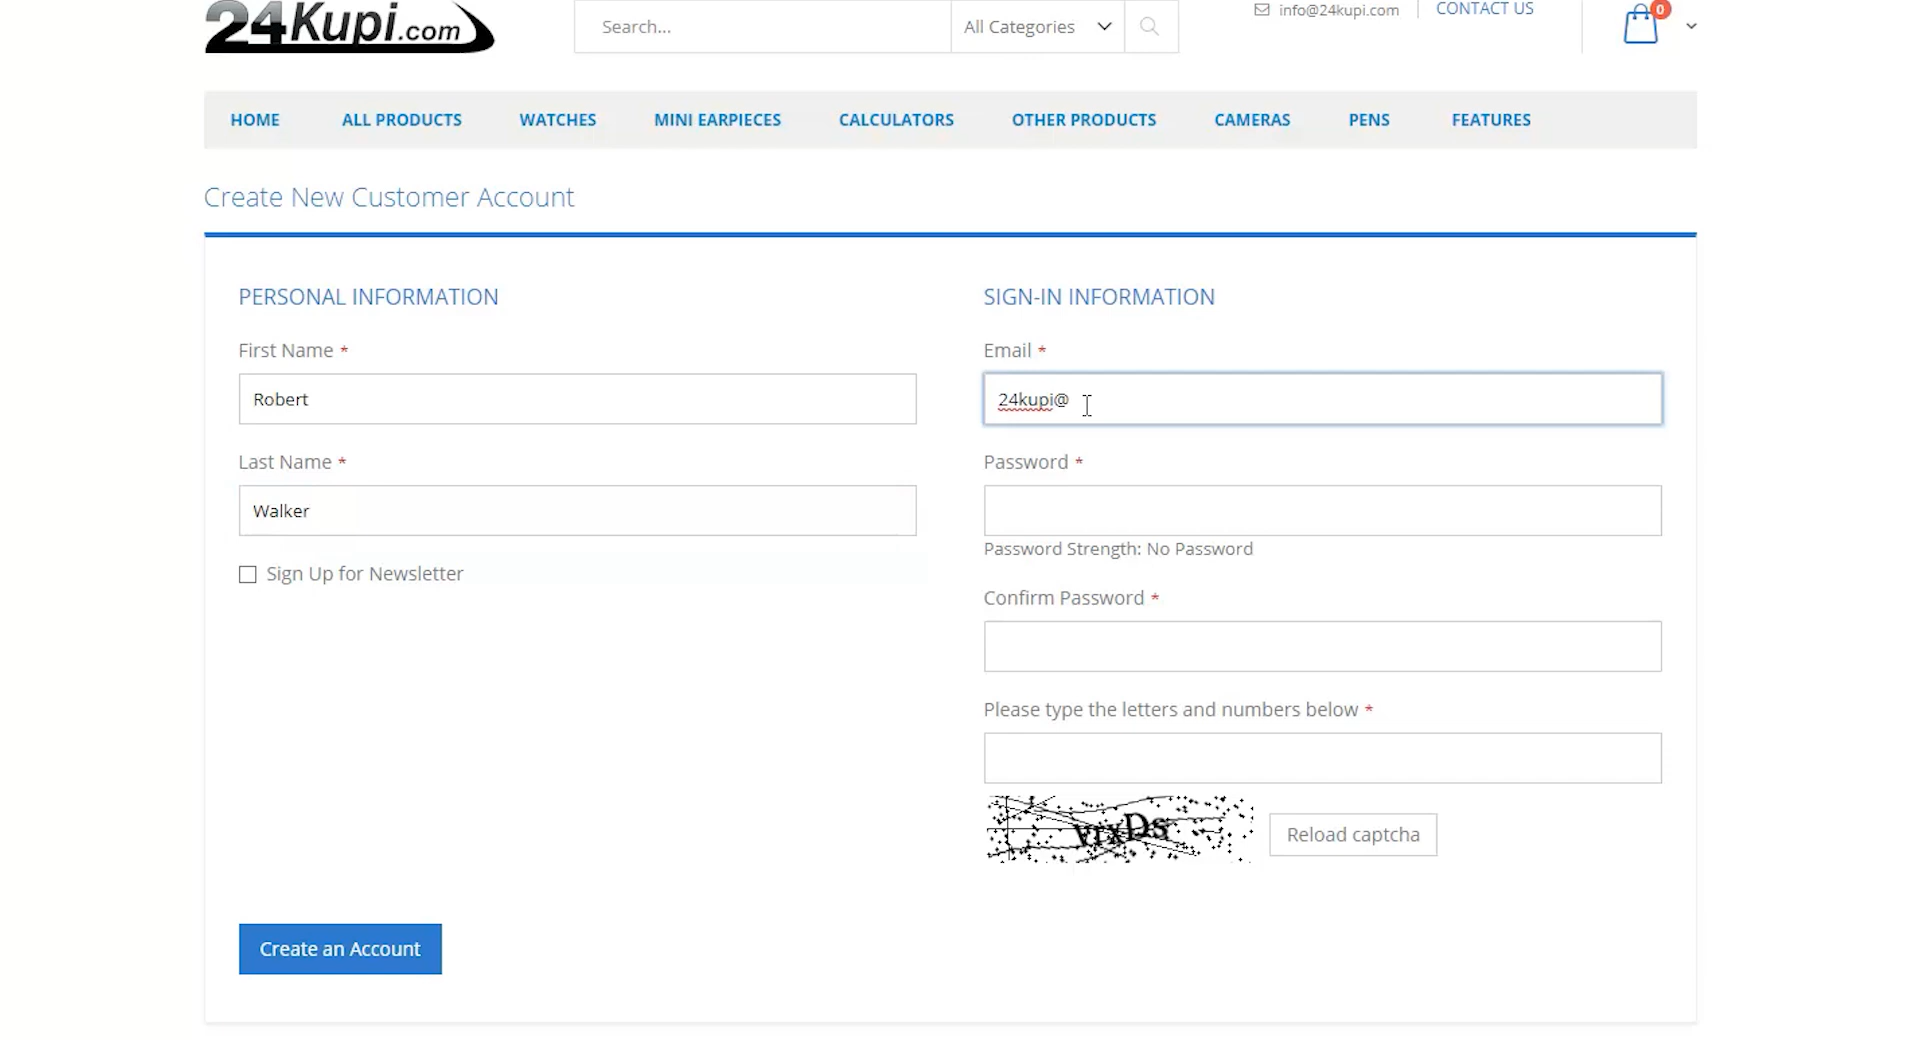 24Kupi.com
Search...
All Categories
info@24kupi.com
CONTACT US
0
HOME
ALL PRODUCTS
WATCHES
MINI EARPIECES
CALCULATORS
OTHER PRODUCTS
CAMERAS
PENS
FEATURES
Create New Customer Account
PERSONAL INFORMATION
First Name *
Robert
Last Name *
Walker
Sign Up for Newsletter
SIGN-IN INFORMATION
Email *
24kupi@
Password *
Password Strength: No Password
Confirm Password *
Please type the letters and numbers below *
Reload captcha
Create an Account